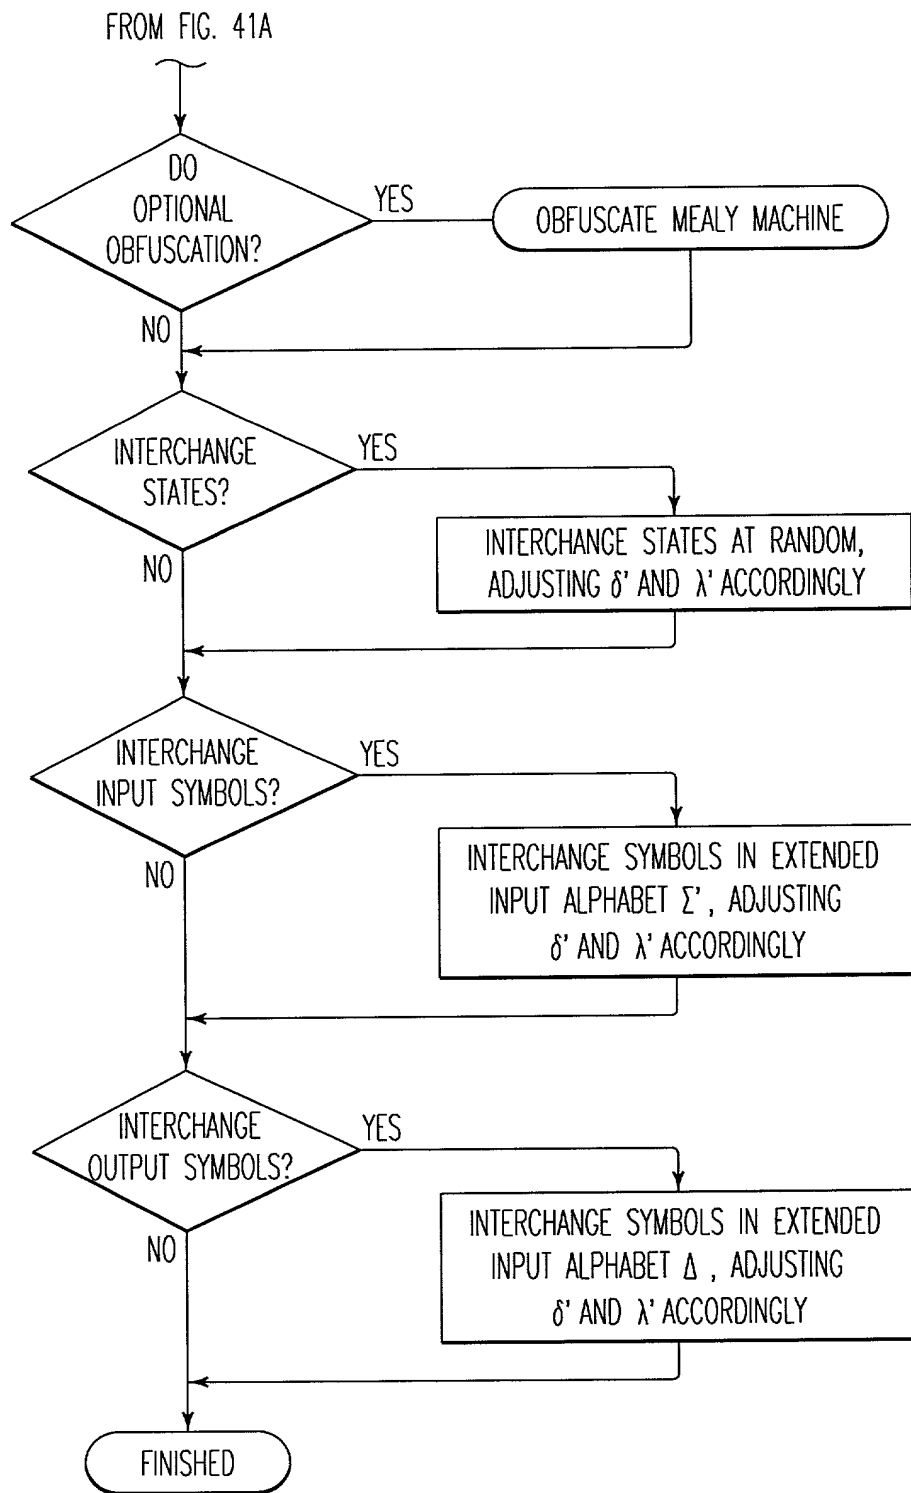 FROM FIG. 41A
DO
OPTIONAL
OBFUSCATION?
YES
OBFUSCATE MEALY MACHINE
NO
INTERCHANGE
STATES?
YES
INTERCHANGE STATES AT RANDOM,
ADJUSTING δ' AND λ' ACCORDINGLY
NO
INTERCHANGE
INPUT SYMBOLS?
YES
INTERCHANGE SYMBOLS IN EXTENDED
INPUT ALPHABET Σ', ADJUSTING
δ' AND λ' ACCORDINGLY
NO
INTERCHANGE
OUTPUT SYMBOLS?
YES
INTERCHANGE SYMBOLS IN EXTENDED
INPUT ALPHABET Δ , ADJUSTING
δ' AND λ' ACCORDINGLY
NO
FINISHED